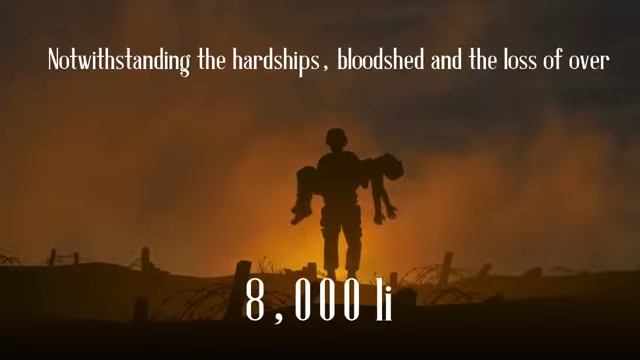 Notwithstanding the hardships, bloodshed and the loss of over
8,000 li